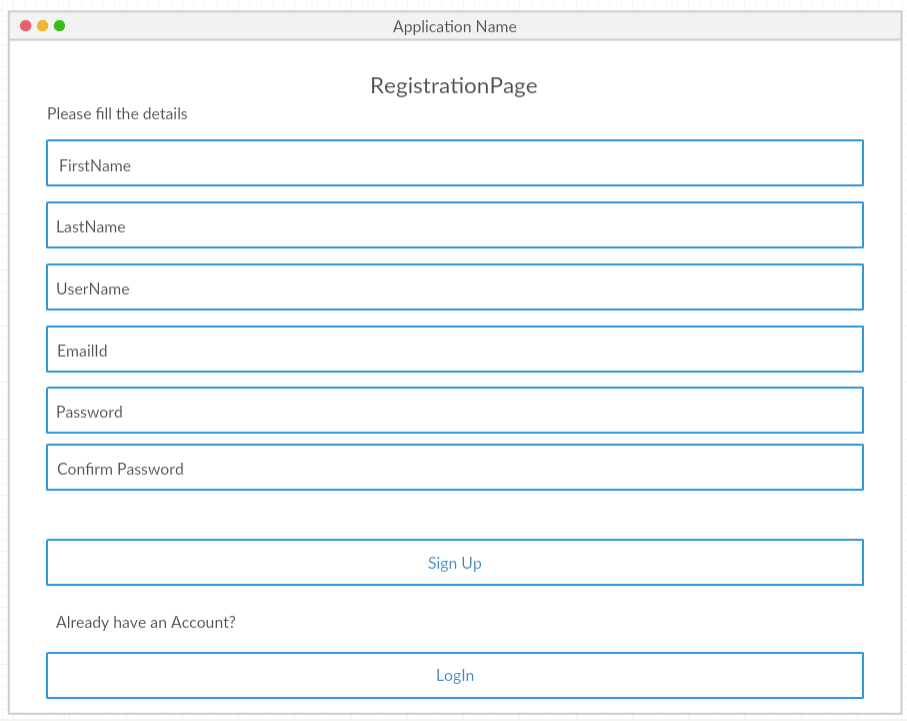 Application Name
RegistrationPage
Please fill the details
FirstName
LastName
UserName
EmailId
Password
Confirm Password
Sign Up
Already have an Account?
LogIn